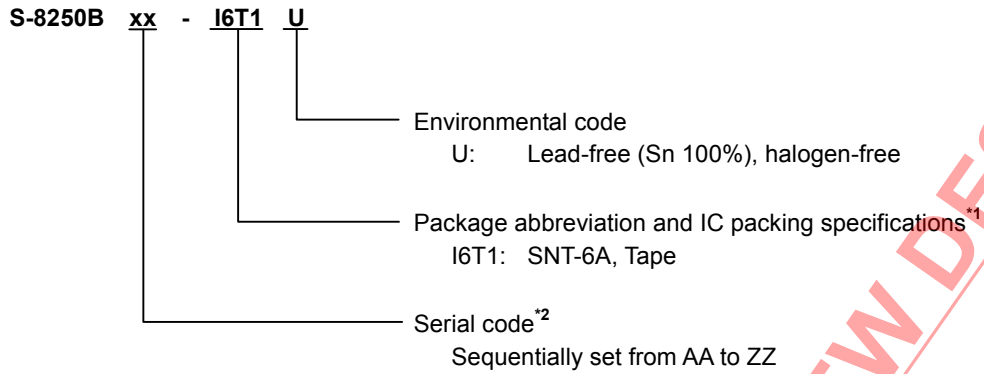 S-8250B xx - I6T1 U
Environmental code
U: Lead-free (Sn 100%), halogen-free
Package abbreviation and IC packing specifications*1
I6T1: SNT-6A, Tape
Serial code*2
Sequentially set from AA to ZZ